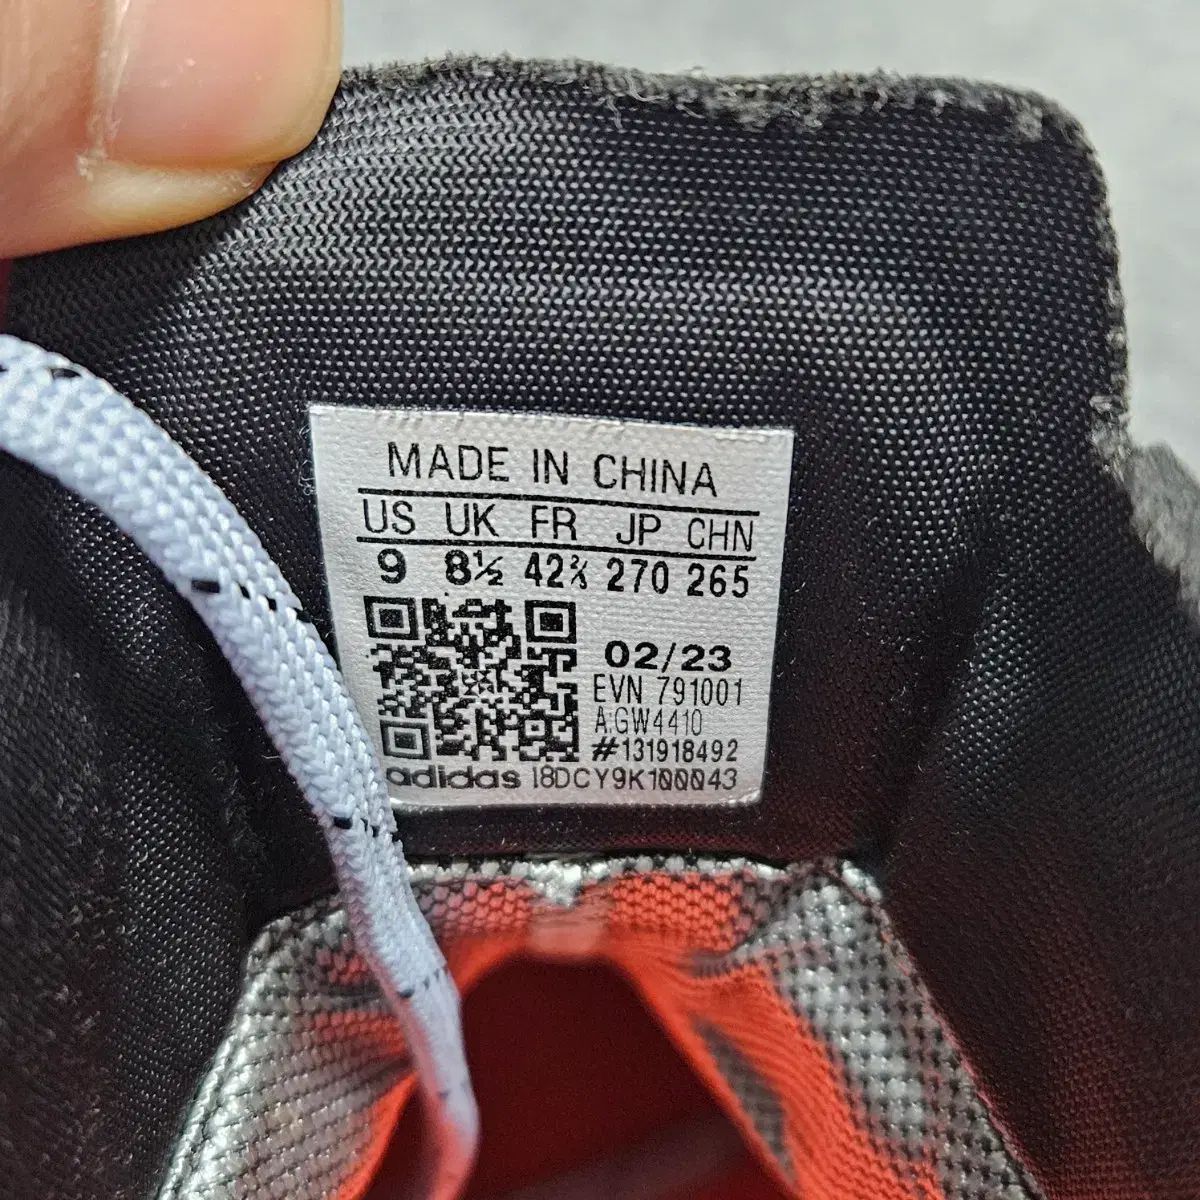 MADE IN CHINA
US UK FR JP CHN
9 8½ 42⅔ 270 265
02/23
EVN 791001
A.GW4410
#131918492
adidas 18DCY9K100043